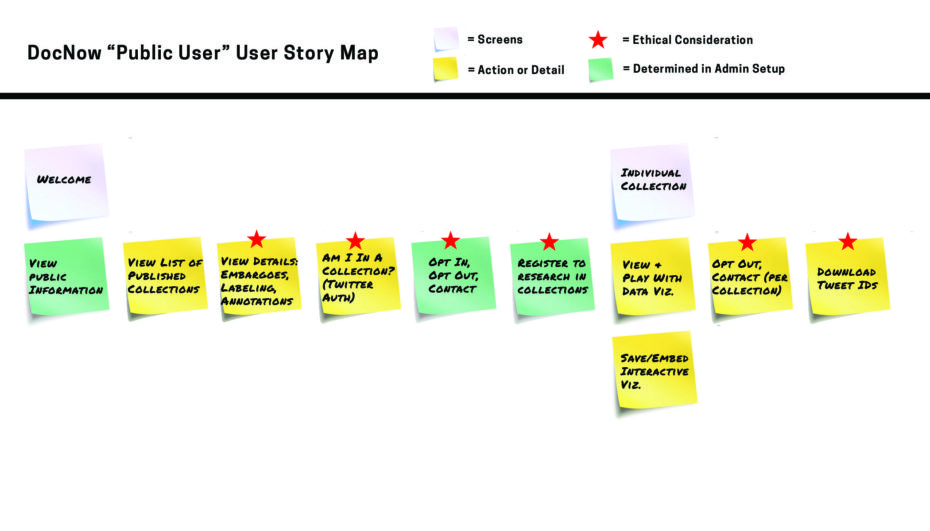 DocNow “Public User” User Story Map
= Screens
= Ethical Consideration
= Action or Detail
= Determined in Admin Setup
Welcome
Individual
Collection
View
public
Information
View List of
Published
Collections
View Details:
Embargoes,
Labeling,
Annotations
Am I In A
Collection?
(Twitter
Auth)
Opt In,
Opt Out,
Contact
Register to
research in
collections
View +
Play With
Data Viz.
Opt Out,
Contact (per
Collection)
Download
Tweet IDs
Save/Embed
Interactive
Viz.